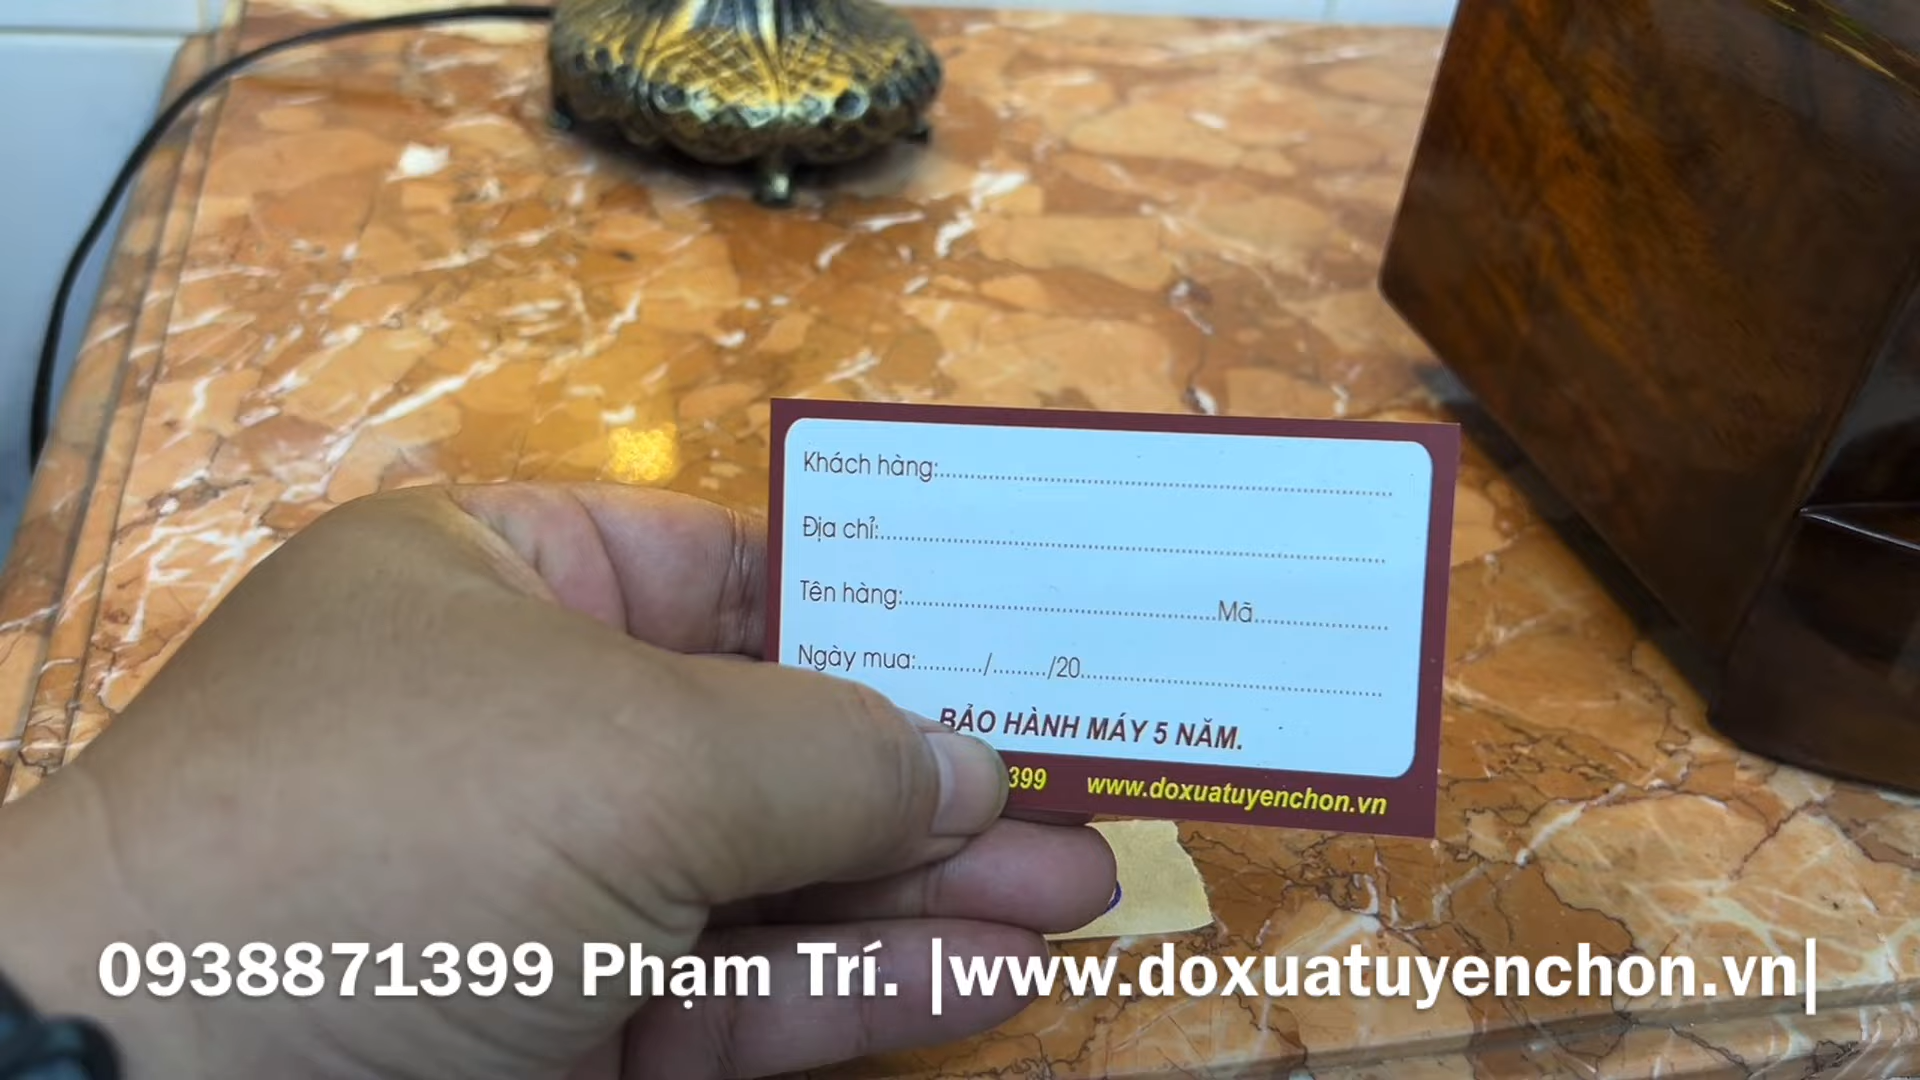 Khách hàng:..........................................................................
Địa chỉ:...................................................................................
Tên hàng:....................................................Mã......................
Ngày mua:.........../........./20..................................................
BẢO HÀNH MÁY 5 NĂM.
399 www.doxuatuyenchon.vn
0938871399 Phạm Trí. |www.doxuatuyenchon.vn|